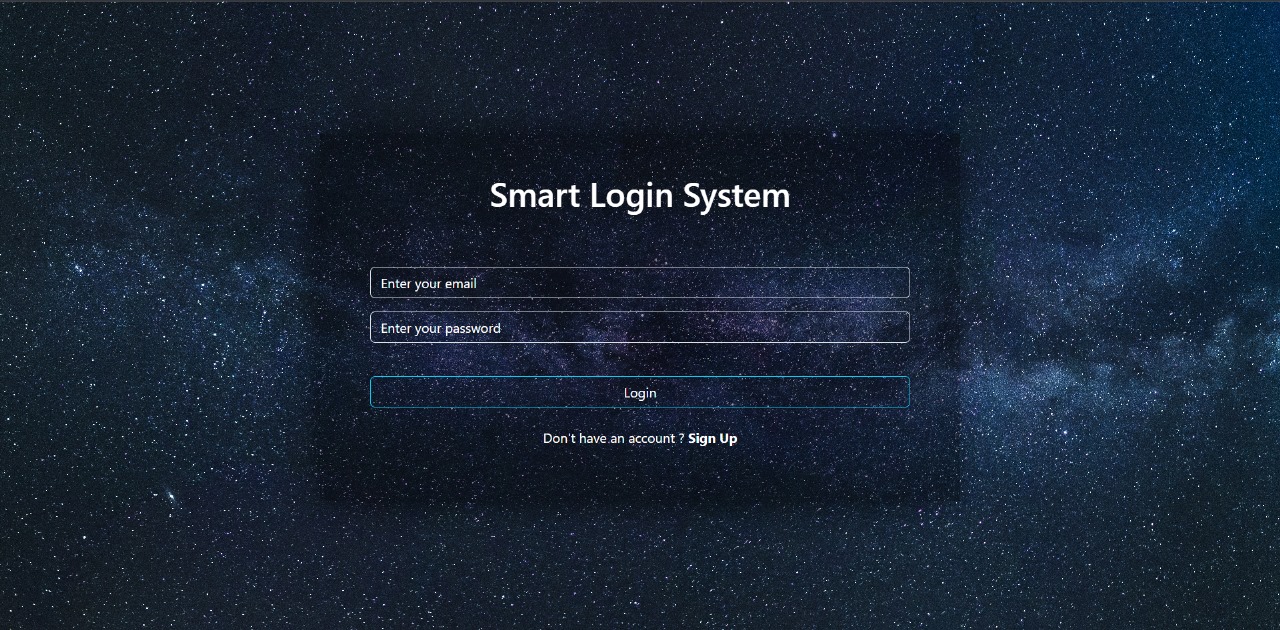 Smart Login System
Enter your email
Enter your password
Login
Don't have an account ? Sign Up